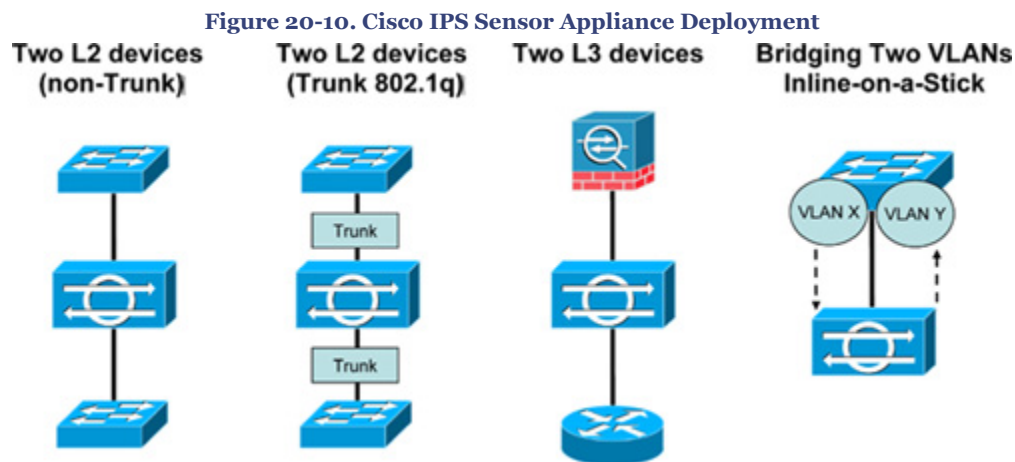 Figure 20-10. Cisco IPS Sensor Appliance Deployment
Two L2 devices
(non-Trunk)
Two L2 devices
(Trunk 802.1q)
Two L3 devices
Bridging Two VLANs
Inline-on-a-Stick
Trunk
Trunk
VLAN X
VLAN Y